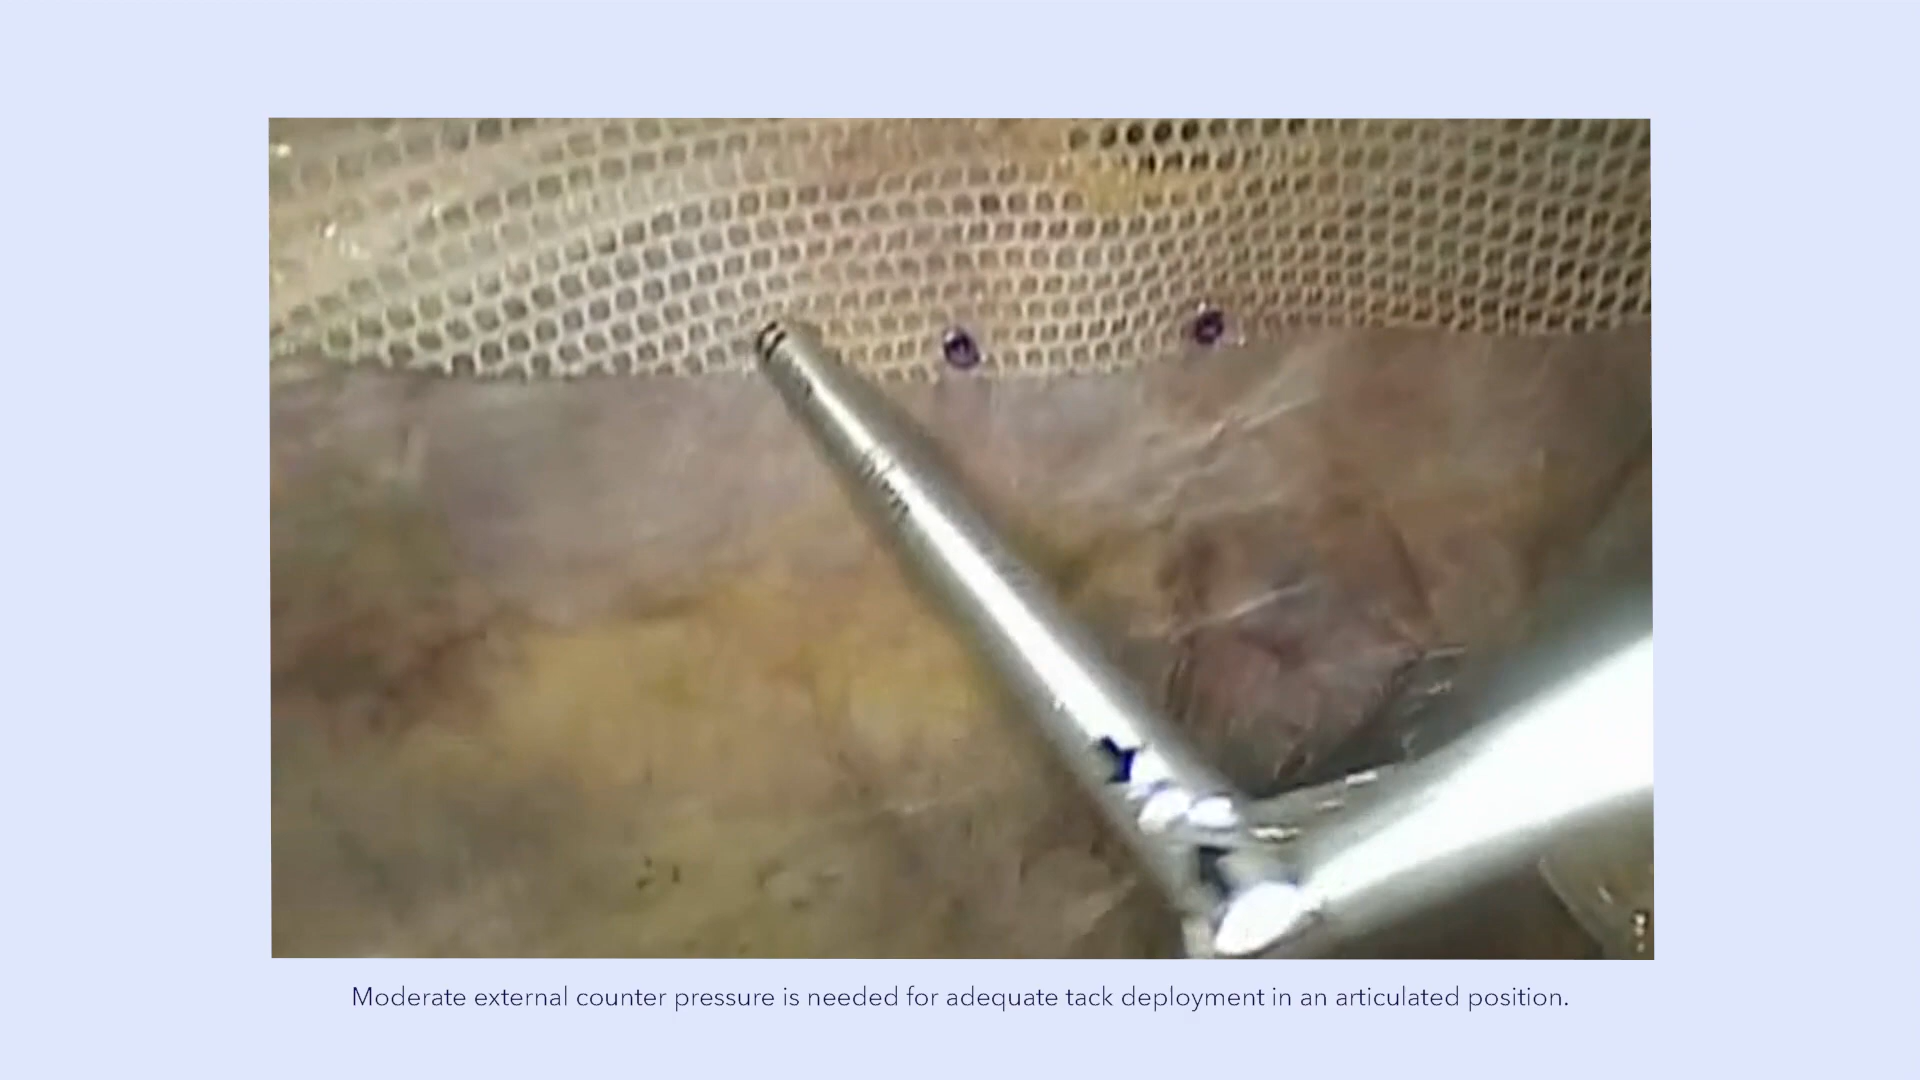 Moderate external counter pressure is needed for adequate tack deployment in an articulated position.